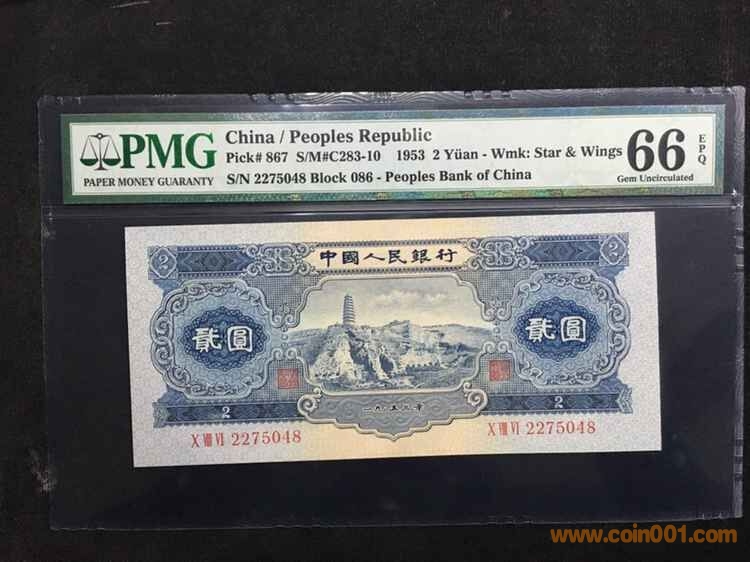 PMG
PAPER MONEY GUARANTY
China / Peoples Republic
Pick# 867 S/M#C283-10 1953 2 Yüan - Wmk: Star & Wings
S/N 2275048 Block 086 - Peoples Bank of China
66 EPQ
Gem Uncirculated
2 中國人民銀行 2
貳圓 貳圓
2 一九五三年 2
X VIII VI 2275048 X VIII VI 2275048
www.coin001.com